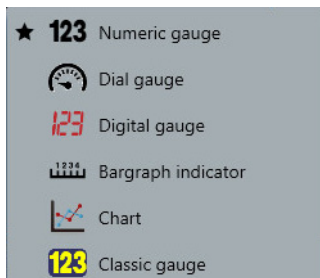 123 Numeric gauge
Dial gauge
123 Digital gauge
1234 Bargraph indicator
Chart
123 Classic gauge